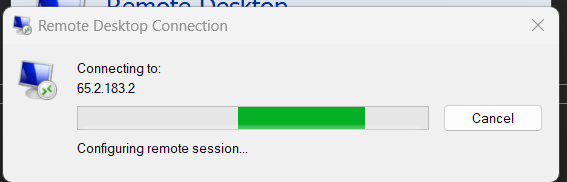 Remote Desktop
Remote Desktop Connection
Connecting to:
65.2.183.2
Cancel
Configuring remote session...